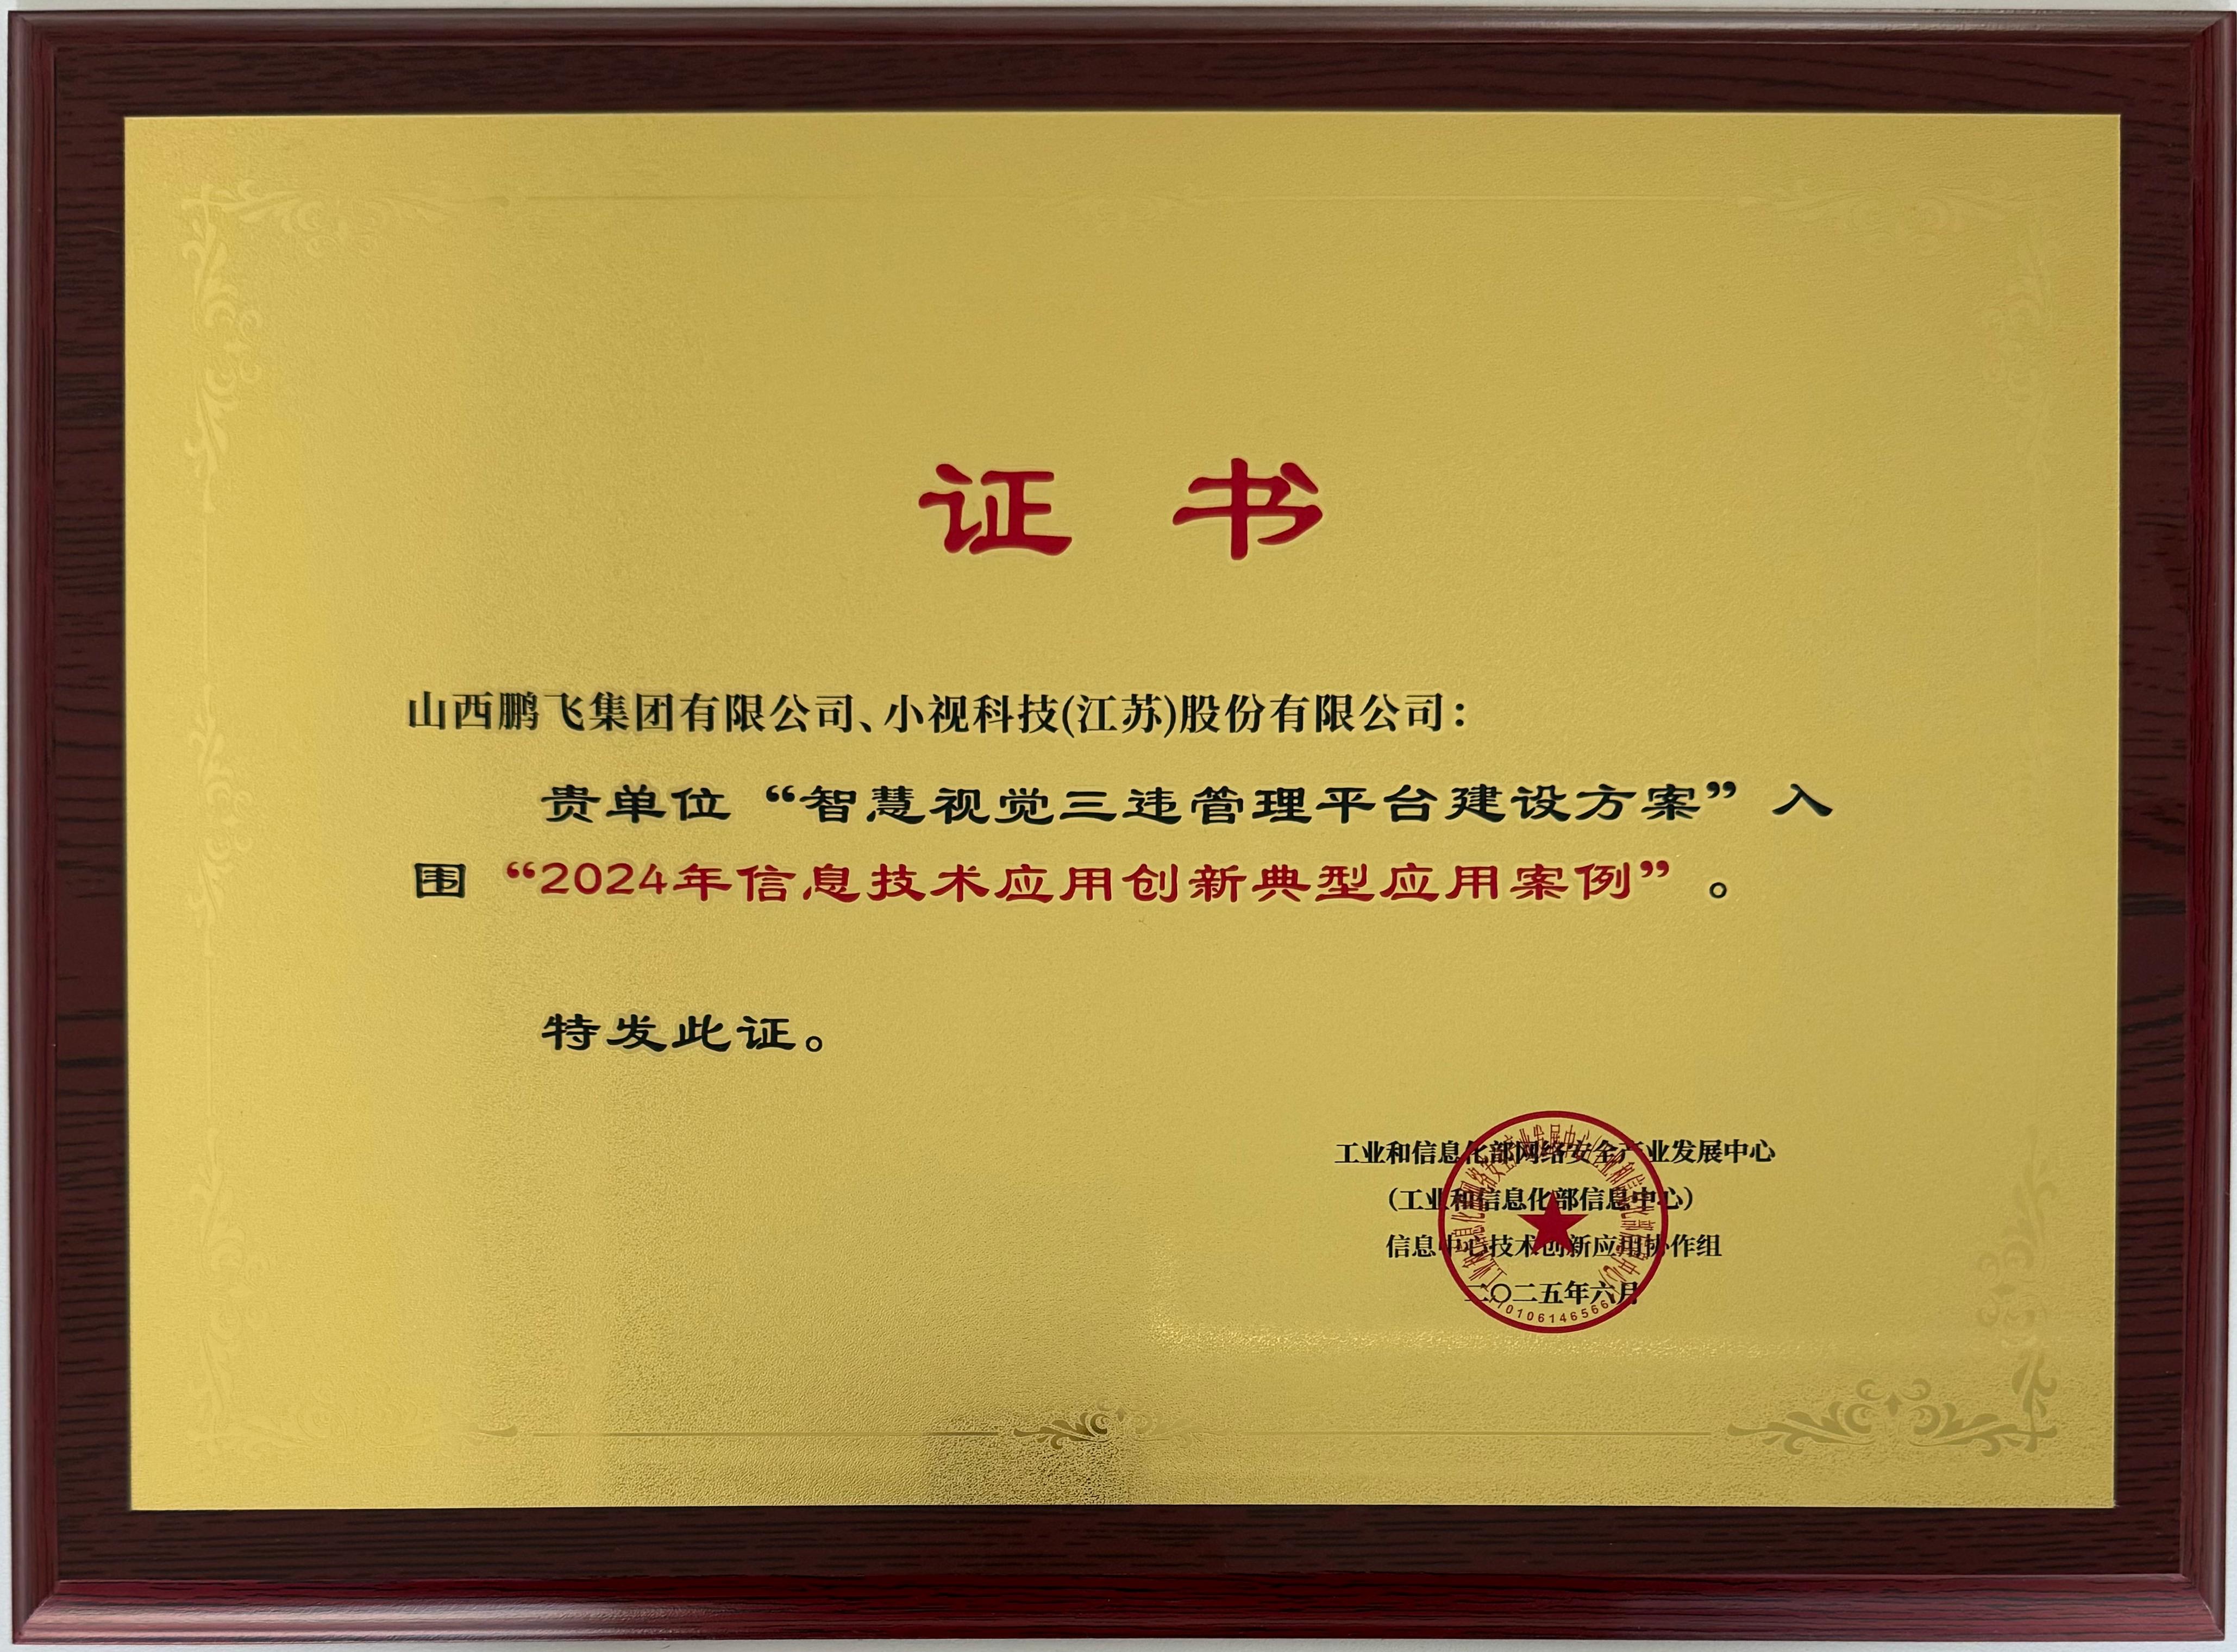 证书
山西鹏飞集团有限公司、小视科技(江苏)股份有限公司：
贵单位“智慧视觉三违管理平台建设方案”入
围“2024年信息技术应用创新典型应用案例”。
特发此证。
工业和信息化部网络安全产业发展中心
（工业和信息化部信息中心）
信息中心技术创新应用协作组
二〇二五年六月